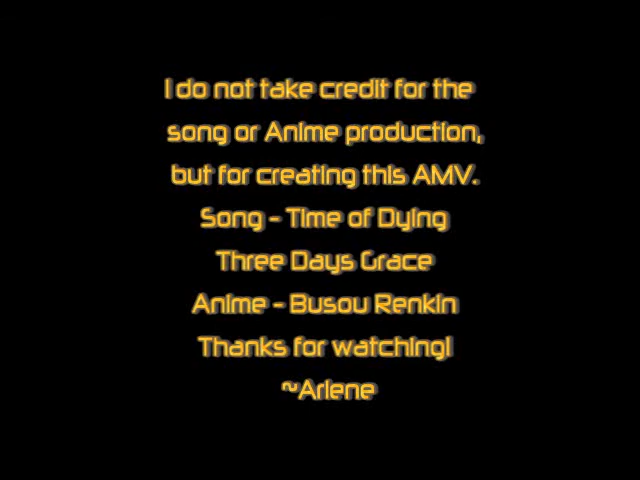 I do not take credit for the
song or Anime production,
but for creating this AMV.
Song - Time of Dying
Three Days Grace
Anime - Busou Renkin
Thanks for watching!
~Arlene